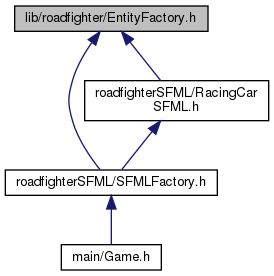 lib/roadfighter/EntityFactory.h
roadfighterSFML/RacingCar
SFML.h
roadfighterSFML/SFMLFactory.h
main/Game.h